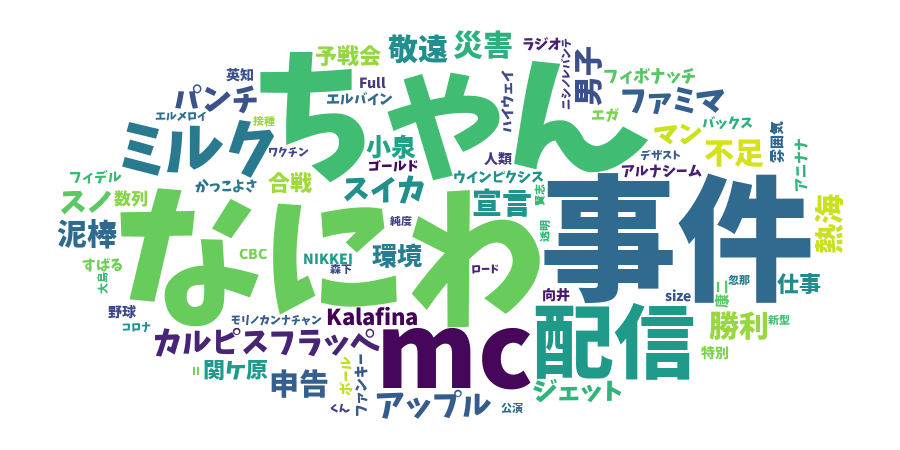 ちゃん
なにわ
事件
mc
配信
ミルク
パンチ
英知
予戦会
敬遠
災害
ラジオ
男子
ニシノレバンテ
フィボナッチ
ファミマ
Full
エルバイン
ハイウェイ
エガ
マン
バックス
エルメロイ
接種
ワクチン
小泉
ゴールド
人類
デザスト
不足
雰囲気
アニナナ
フィデル
かっこよさ
合戦
スイカ
ウインピクシス
アルナシーム
スノ
数列
宣言
賢志
透明
熱海
泥棒
純度
CBC
NIKKEI
森下
環境
ロード
すばる
大島
向井
size
康二
忽那
仕事
野球
コロナ
モリノカンナチャン
Kalafina
勝利
新型
カルピスフラッペ
特別
II
関ケ原
申告
ボール
ファンキー
ジェット
くん
アップル
公演